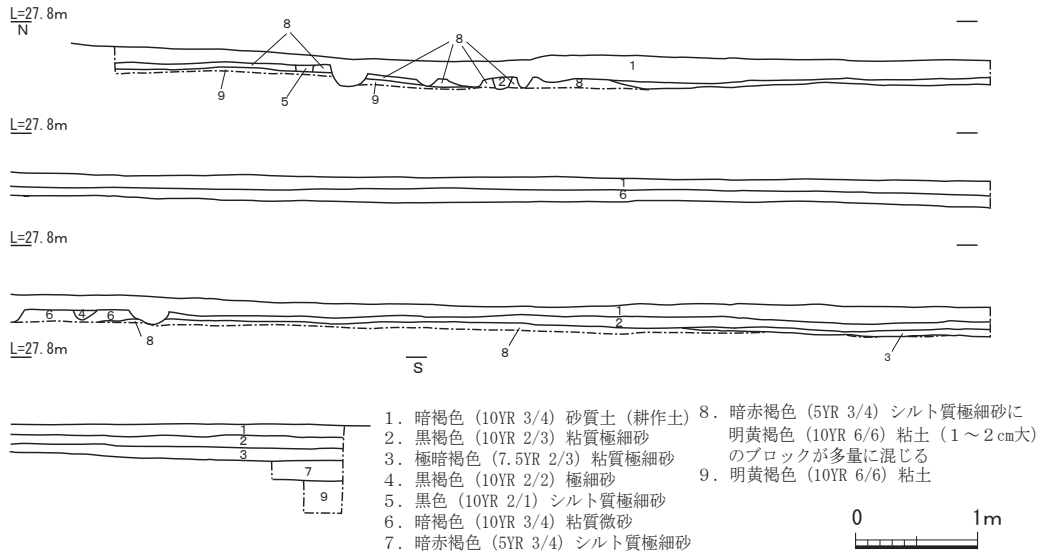 L=27.8m
N
8
8
1
9
5
9
2
8
L=27.8m
1
6
L=27.8m
6
4
6
1
2
8
8
3
L=27.8m
S
1
2
3
7
9
1. 暗褐色 (10YR 3/4) 砂質土 (耕作土)
2. 黒褐色 (10YR 2/3) 粘質極細砂
3. 極暗褐色 (7.5YR 2/3) 粘質極細砂
4. 黒褐色 (10YR 2/2) 極細砂
5. 黒色 (10YR 2/1) シルト質極細砂
6. 暗褐色 (10YR 3/4) 粘質微砂
7. 暗赤褐色 (5YR 3/4) シルト質極細砂
8. 暗赤褐色 (5YR 3/4) シルト質極細砂に
明黄褐色 (10YR 6/6) 粘土 (1~2㎝大)
のブロックが多量に混じる
9. 明黄褐色 (10YR 6/6) 粘土
0 1m